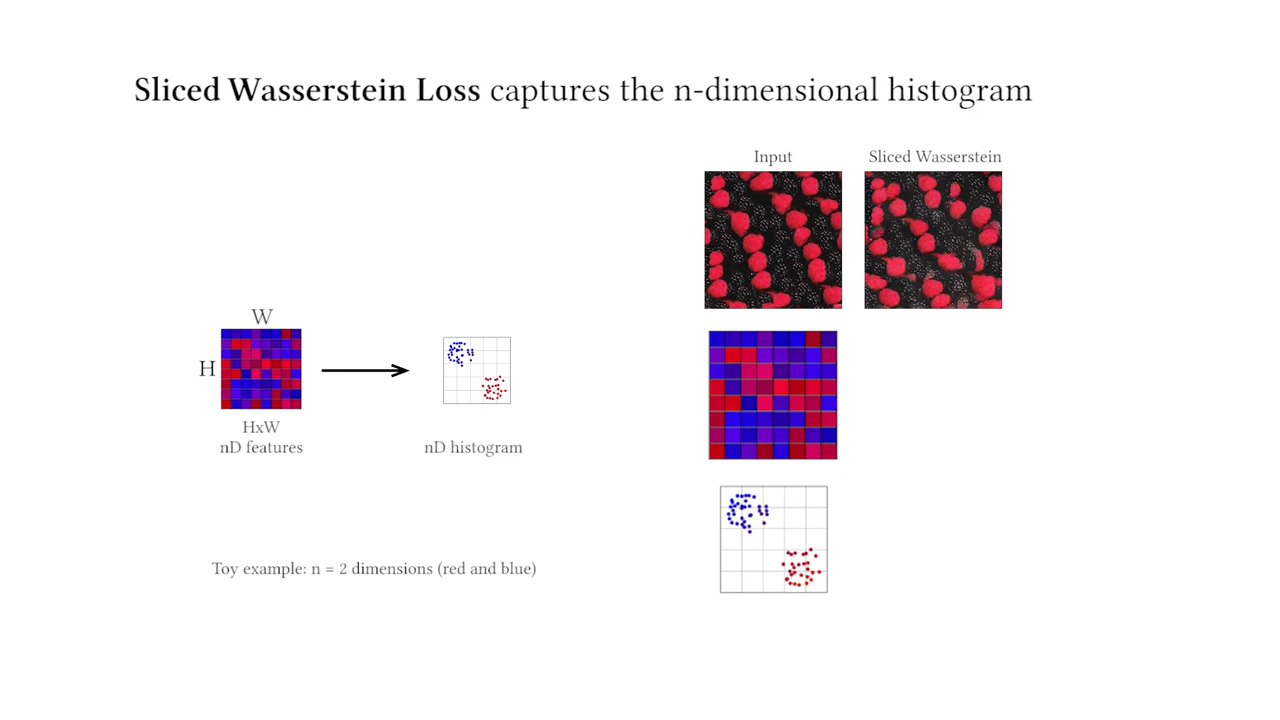 Sliced Wasserstein Loss captures the n-dimensional histogram
Input
Sliced Wasserstein
W
H
HxW
nD features
nD histogram
Toy example: n = 2 dimensions (red and blue)